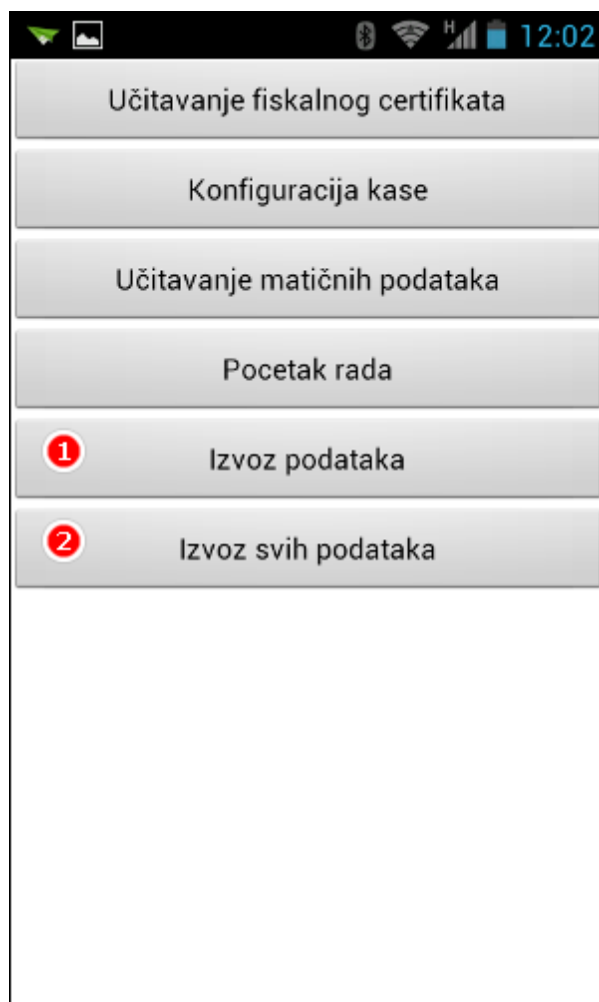 H 12:02
Učitavanje fiskalnog certifikata
Konfiguracija kase
Učitavanje matičnih podataka
Pocetak rada
1 Izvoz podataka
2 Izvoz svih podataka